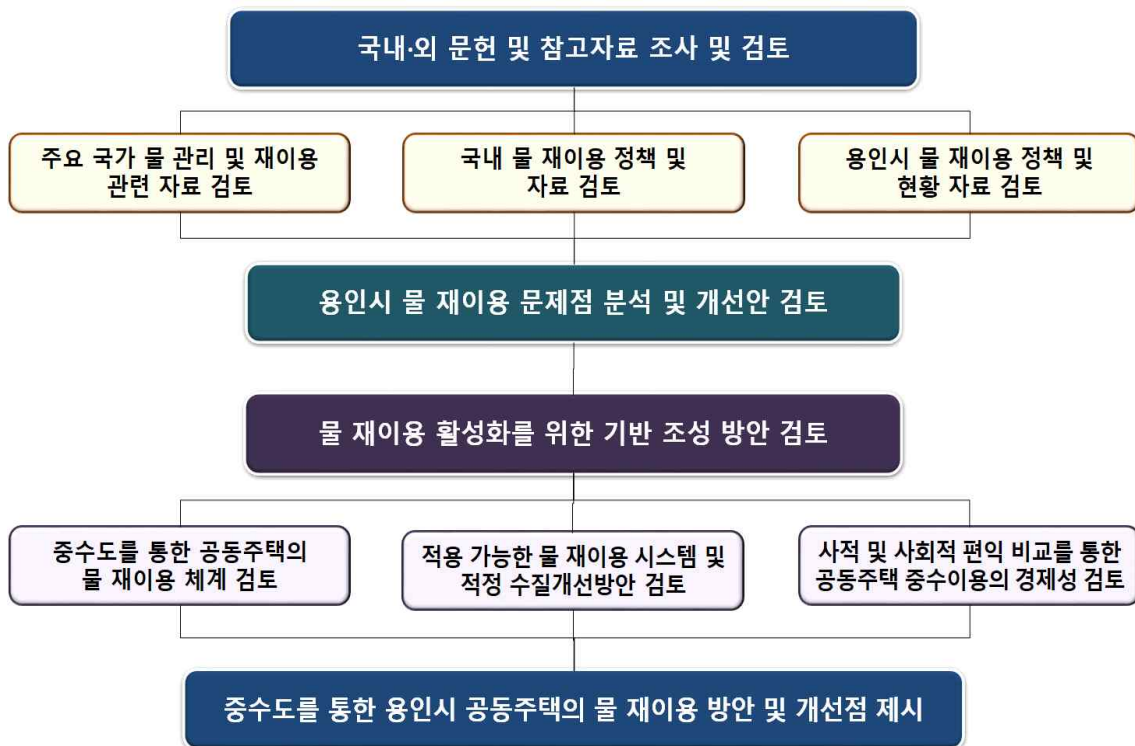 국내·외 문헌 및 참고자료 조사 및 검토
주요 국가 물 관리 및 재이용
관련 자료 검토
국내 물 재이용 정책 및
자료 검토
용인시 물 재이용 정책 및
현황 자료 검토
용인시 물 재이용 문제점 분석 및 개선안 검토
물 재이용 활성화를 위한 기반 조성 방안 검토
중수도를 통한 공동주택의
물 재이용 체계 검토
적용 가능한 물 재이용 시스템 및
적정 수질개선방안 검토
사적 및 사회적 편익 비교를 통한
공동주택 중수이용의 경제성 검토
중수도를 통한 용인시 공동주택의 물 재이용 방안 및 개선점 제시